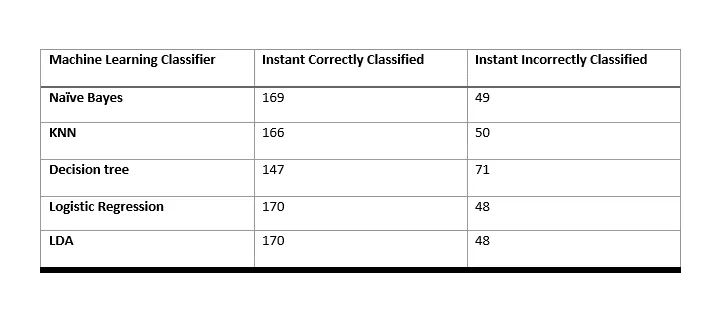 Machine Learning Classifier Instant Correctly Classified Instant Incorrectly Classified
Naïve Bayes 169 49
KNN 166 50
Decision tree 147 71
Logistic Regression 170 48
LDA 170 48